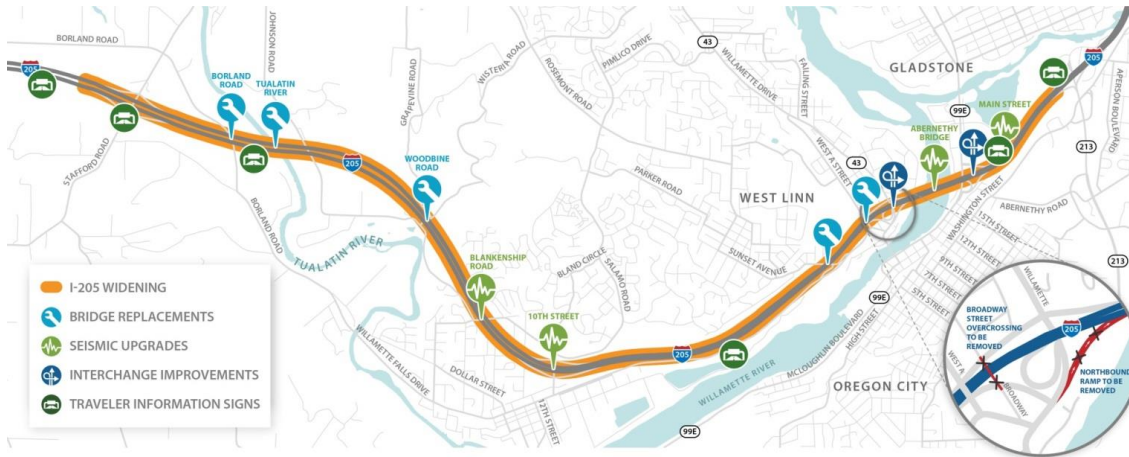 BORLAND ROAD
205
STAFFORD ROAD
JOHNSON ROAD
BORLAND
ROAD
TUALATIN
RIVER
BORLAND ROAD
TUALATIN RIVER
205
GRAPEVINE ROAD
WOODBINE
ROAD
WISTERIA ROAD
ROSEMONT ROAD
PIMLICO DRIVE
43
WILLAMETTE DRIVE
FAILING STREET
WEST A STREET
PARKER ROAD
WEST LINN
SUNSET AVENUE
BLAND CIRCLE
SALAMO ROAD
BLANKENSHIP
ROAD
10TH STREET
WILLAMETTE FALLS DRIVE
DOLLAR STREET
12TH STREET
205
WILLAMETTE RIVER
99E
MCLOUGHLIN BOULEVARD
HIGH STREET
99E
OREGON CITY
43
GLADSTONE
99E
ABERNETHY
BRIDGE
MAIN STREET
205
APERSON BOULEVARD
213
WASHINGTON STREET
ABERNETHY ROAD
15TH STREET
12TH STREET
9TH STREET
7TH STREET
5TH STREET
213
I-205 WIDENING
BRIDGE REPLACEMENTS
SEISMIC UPGRADES
INTERCHANGE IMPROVEMENTS
TRAVELER INFORMATION SIGNS
BROADWAY
STREET
OVERCROSSING
TO BE
REMOVED
WILLAMETTE
205
WEST A
BROADWAY
NORTHBOUND
RAMP TO BE
REMOVED